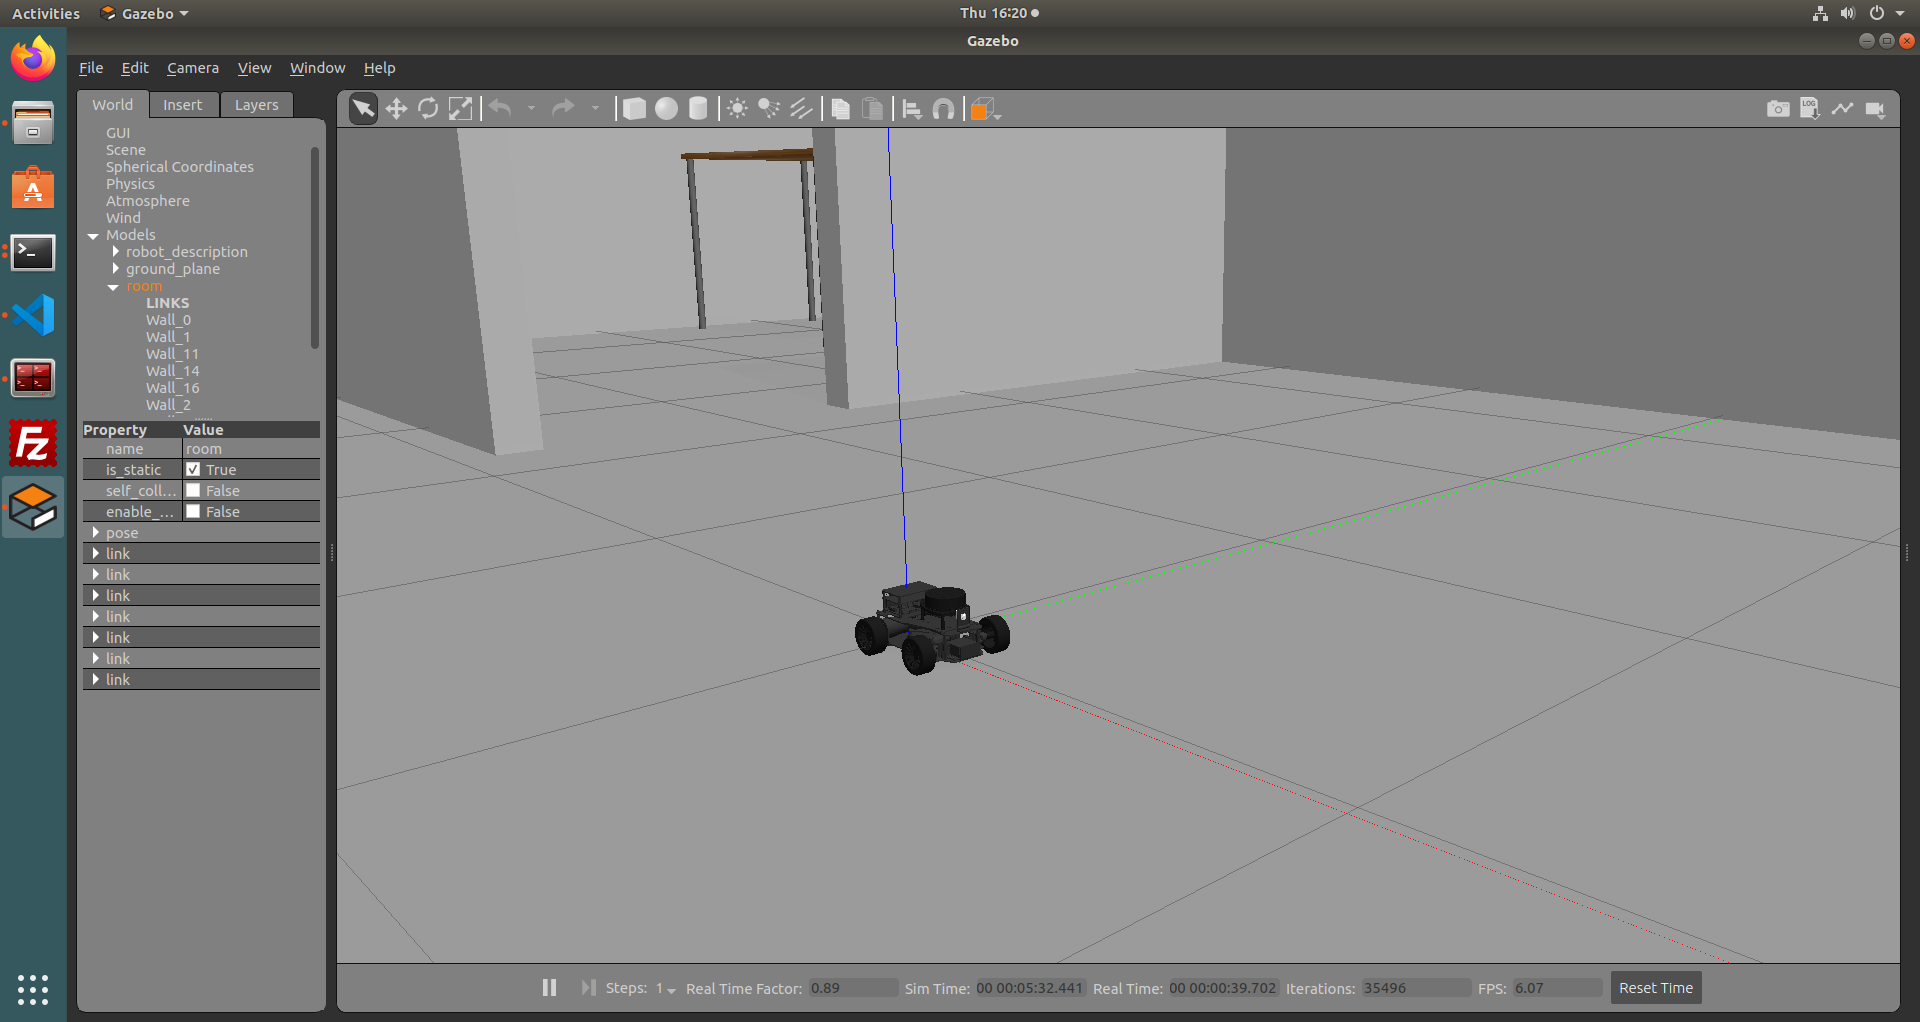 Activities Gazebo Thu 16:20
Gazebo
File Edit Camera View Window Help
World Insert Layers
LOG
GUI
Scene
Spherical Coordinates
Physics
Atmosphere
Wind
Models
robot_description
ground_plane
room
LINKS
Wall_0
Wall_1
Wall_11
Wall_14
Wall_16
Wall_2
Property Value
name room
is_static True
self_coll... False
enable_... False
pose
link
link
link
link
link
link
link
Steps: 1 Real Time Factor: 0.89 Sim Time: 00 00:05:32.441 Real Time: 00 00:00:39.702 Iterations: 35496 FPS: 6.07 Reset Time